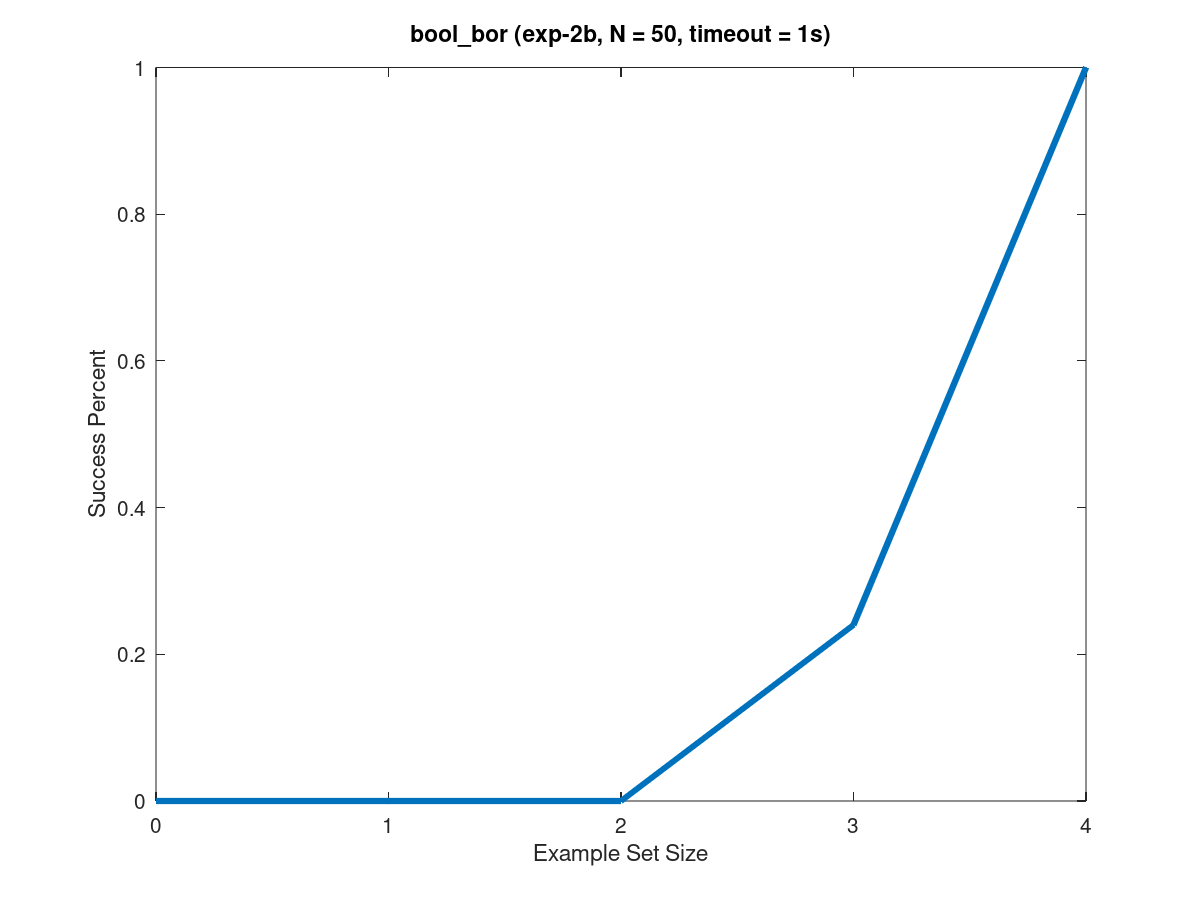 bool_bor (exp-2b, N = 50, timeout = 1s)
1
0.8
0.6
0.4
0.2
0
Success Percent
0 1 2 3 4
Example Set Size